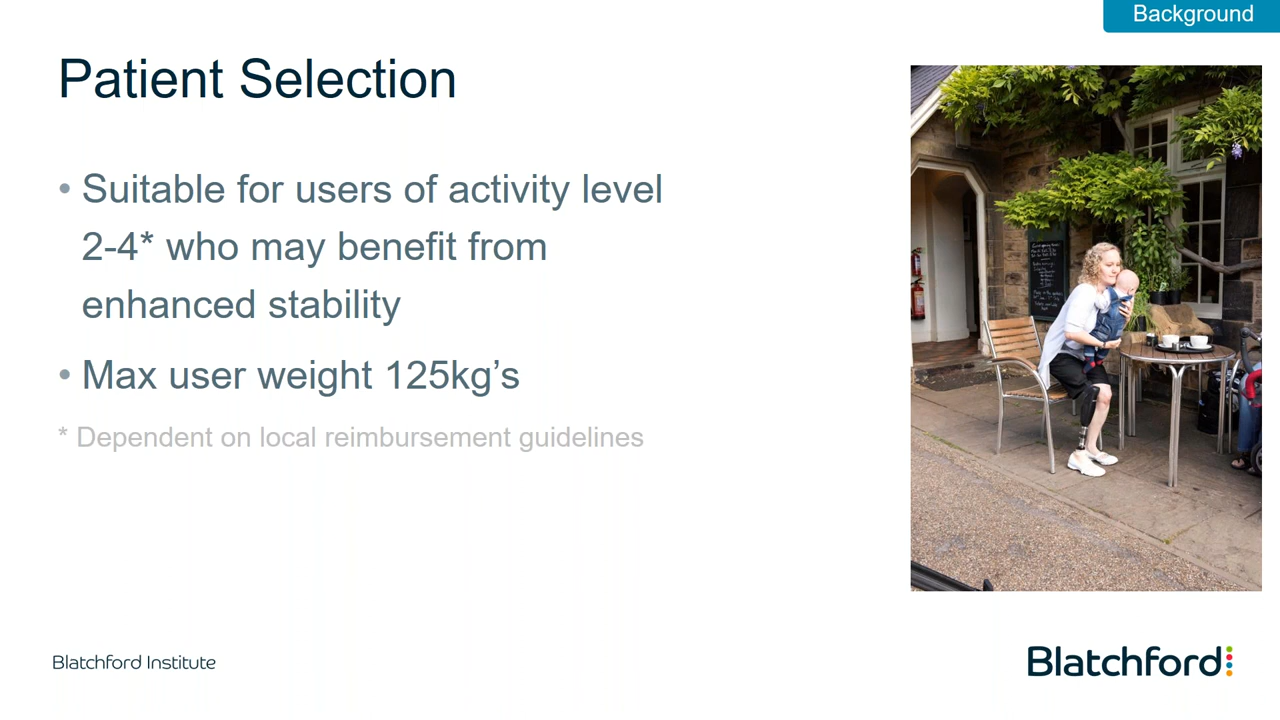 Background
Patient Selection
• Suitable for users of activity level
2-4* who may benefit from
enhanced stability
• Max user weight 125kg’s
* Dependent on local reimbursement guidelines
Blatchford Institute
Blatchford